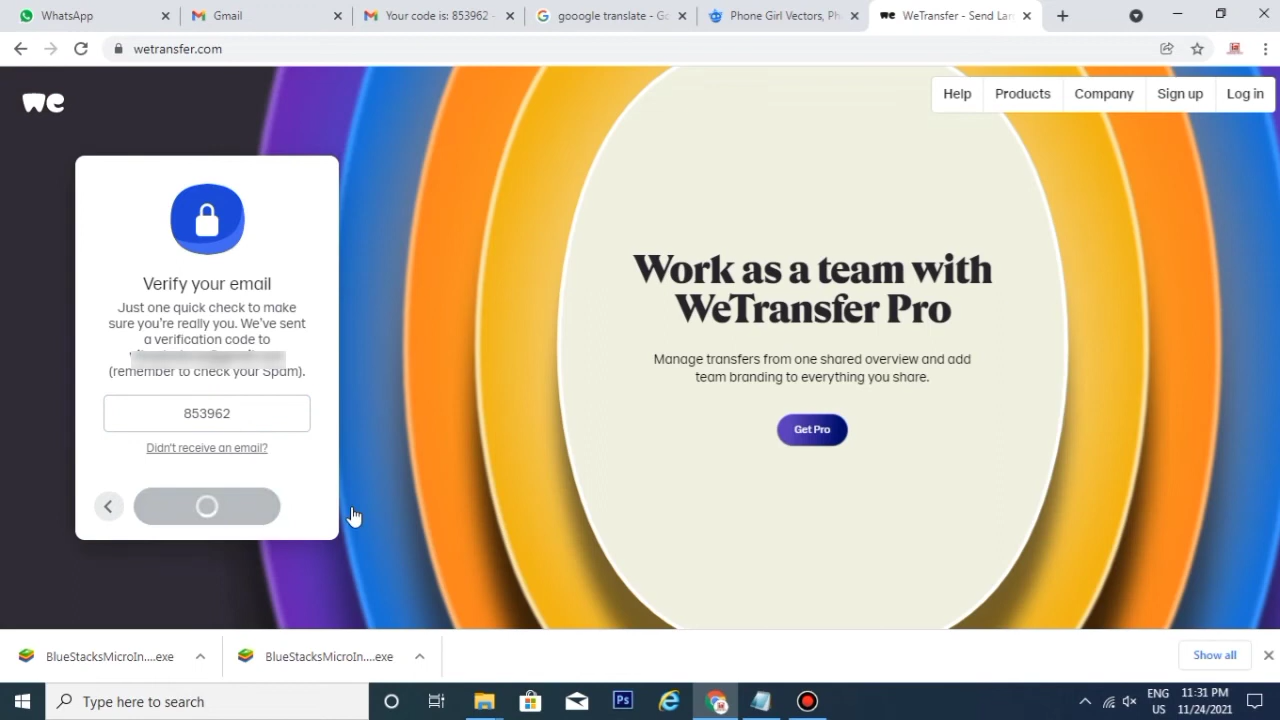 WhatsApp
Gmail
Your code is: 853962 -
gooogle translate - Go
Phone Girl Vectors, Ph
WeTransfer - Send Lar
wetransfer.com
we
Help
Products
Company
Sign up
Log in
Verify your email
Just one quick check to make
sure you're really you. We've sent
a verification code to
(remember to check your Spam).
853962
Didn't receive an email?
Work as a team with
WeTransfer Pro
Manage transfers from one shared overview and add
team branding to everything you share.
Get Pro
BlueStacksMicroIn....exe
BlueStacksMicroIn....exe
Show all
Type here to search
Ps
ENG
US
11:31 PM
11/24/2021